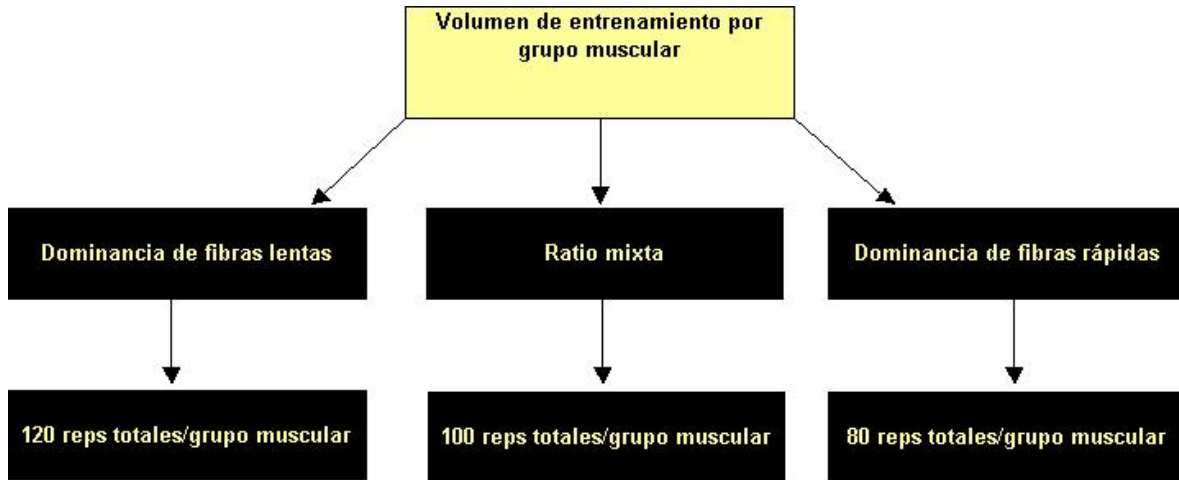 Volumen de entrenamiento por
grupo muscular
Dominancia de fibras lentas
Ratio mixta
Dominancia de fibras rápidas
120 reps totales/grupo muscular
100 reps totales/grupo muscular
80 reps totales/grupo muscular